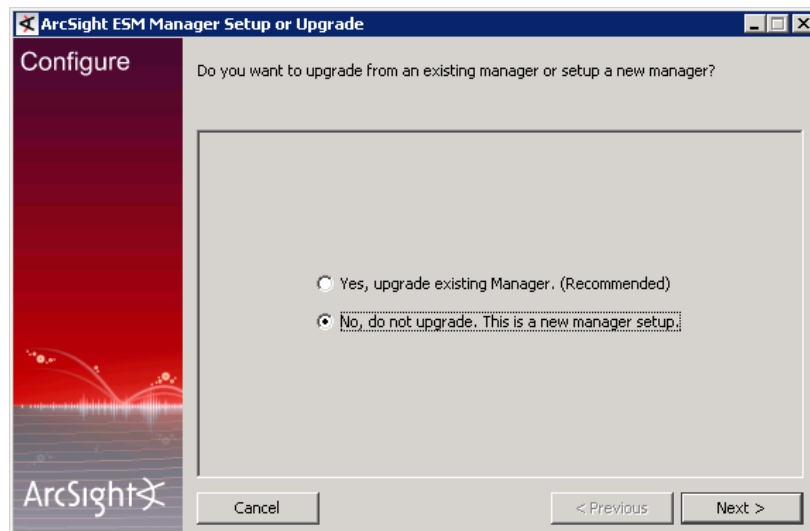 ArcSight ESM Manager Setup or Upgrade
Configure
Do you want to upgrade from an existing manager or setup a new manager?
Yes, upgrade existing Manager. (Recommended)
No, do not upgrade. This is a new manager setup.
ArcSight
Cancel
< Previous
Next >